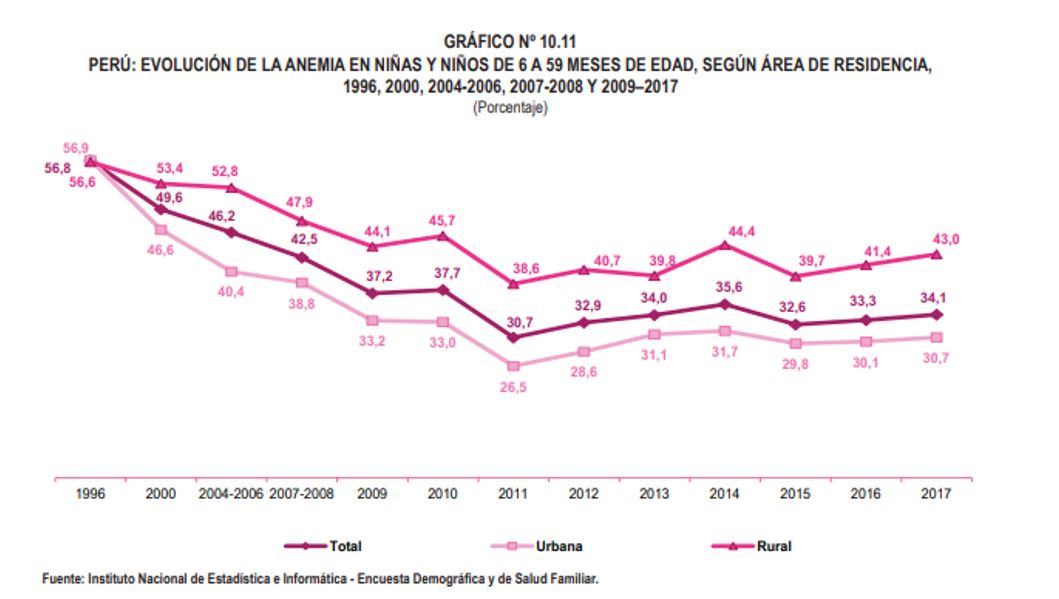 GRÁFICO Nº 10.11
PERÚ: EVOLUCIÓN DE LA ANEMIA EN NIÑAS Y NIÑOS DE 6 A 59 MESES DE EDAD, SEGÚN ÁREA DE RESIDENCIA,
1996, 2000, 2004-2006, 2007-2008 Y 2009–2017
(Porcentaje)
56,9
56,8
56,6
53,4 52,8 47,9 44,1 45,7 38,6 40,7 39,8 44,4 39,7 41,4 43,0
49,6 46,2 42,5 37,2 37,7 30,7 32,9 34,0 35,6 32,6 33,3 34,1
46,6 40,4 38,8 33,2 33,0 26,5 28,6 31,1 31,7 29,8 30,1 30,7
1996 2000 2004-2006 2007-2008 2009 2010 2011 2012 2013 2014 2015 2016 2017
Total Urbana Rural
Fuente: Instituto Nacional de Estadística e Informática - Encuesta Demográfica y de Salud Familiar.